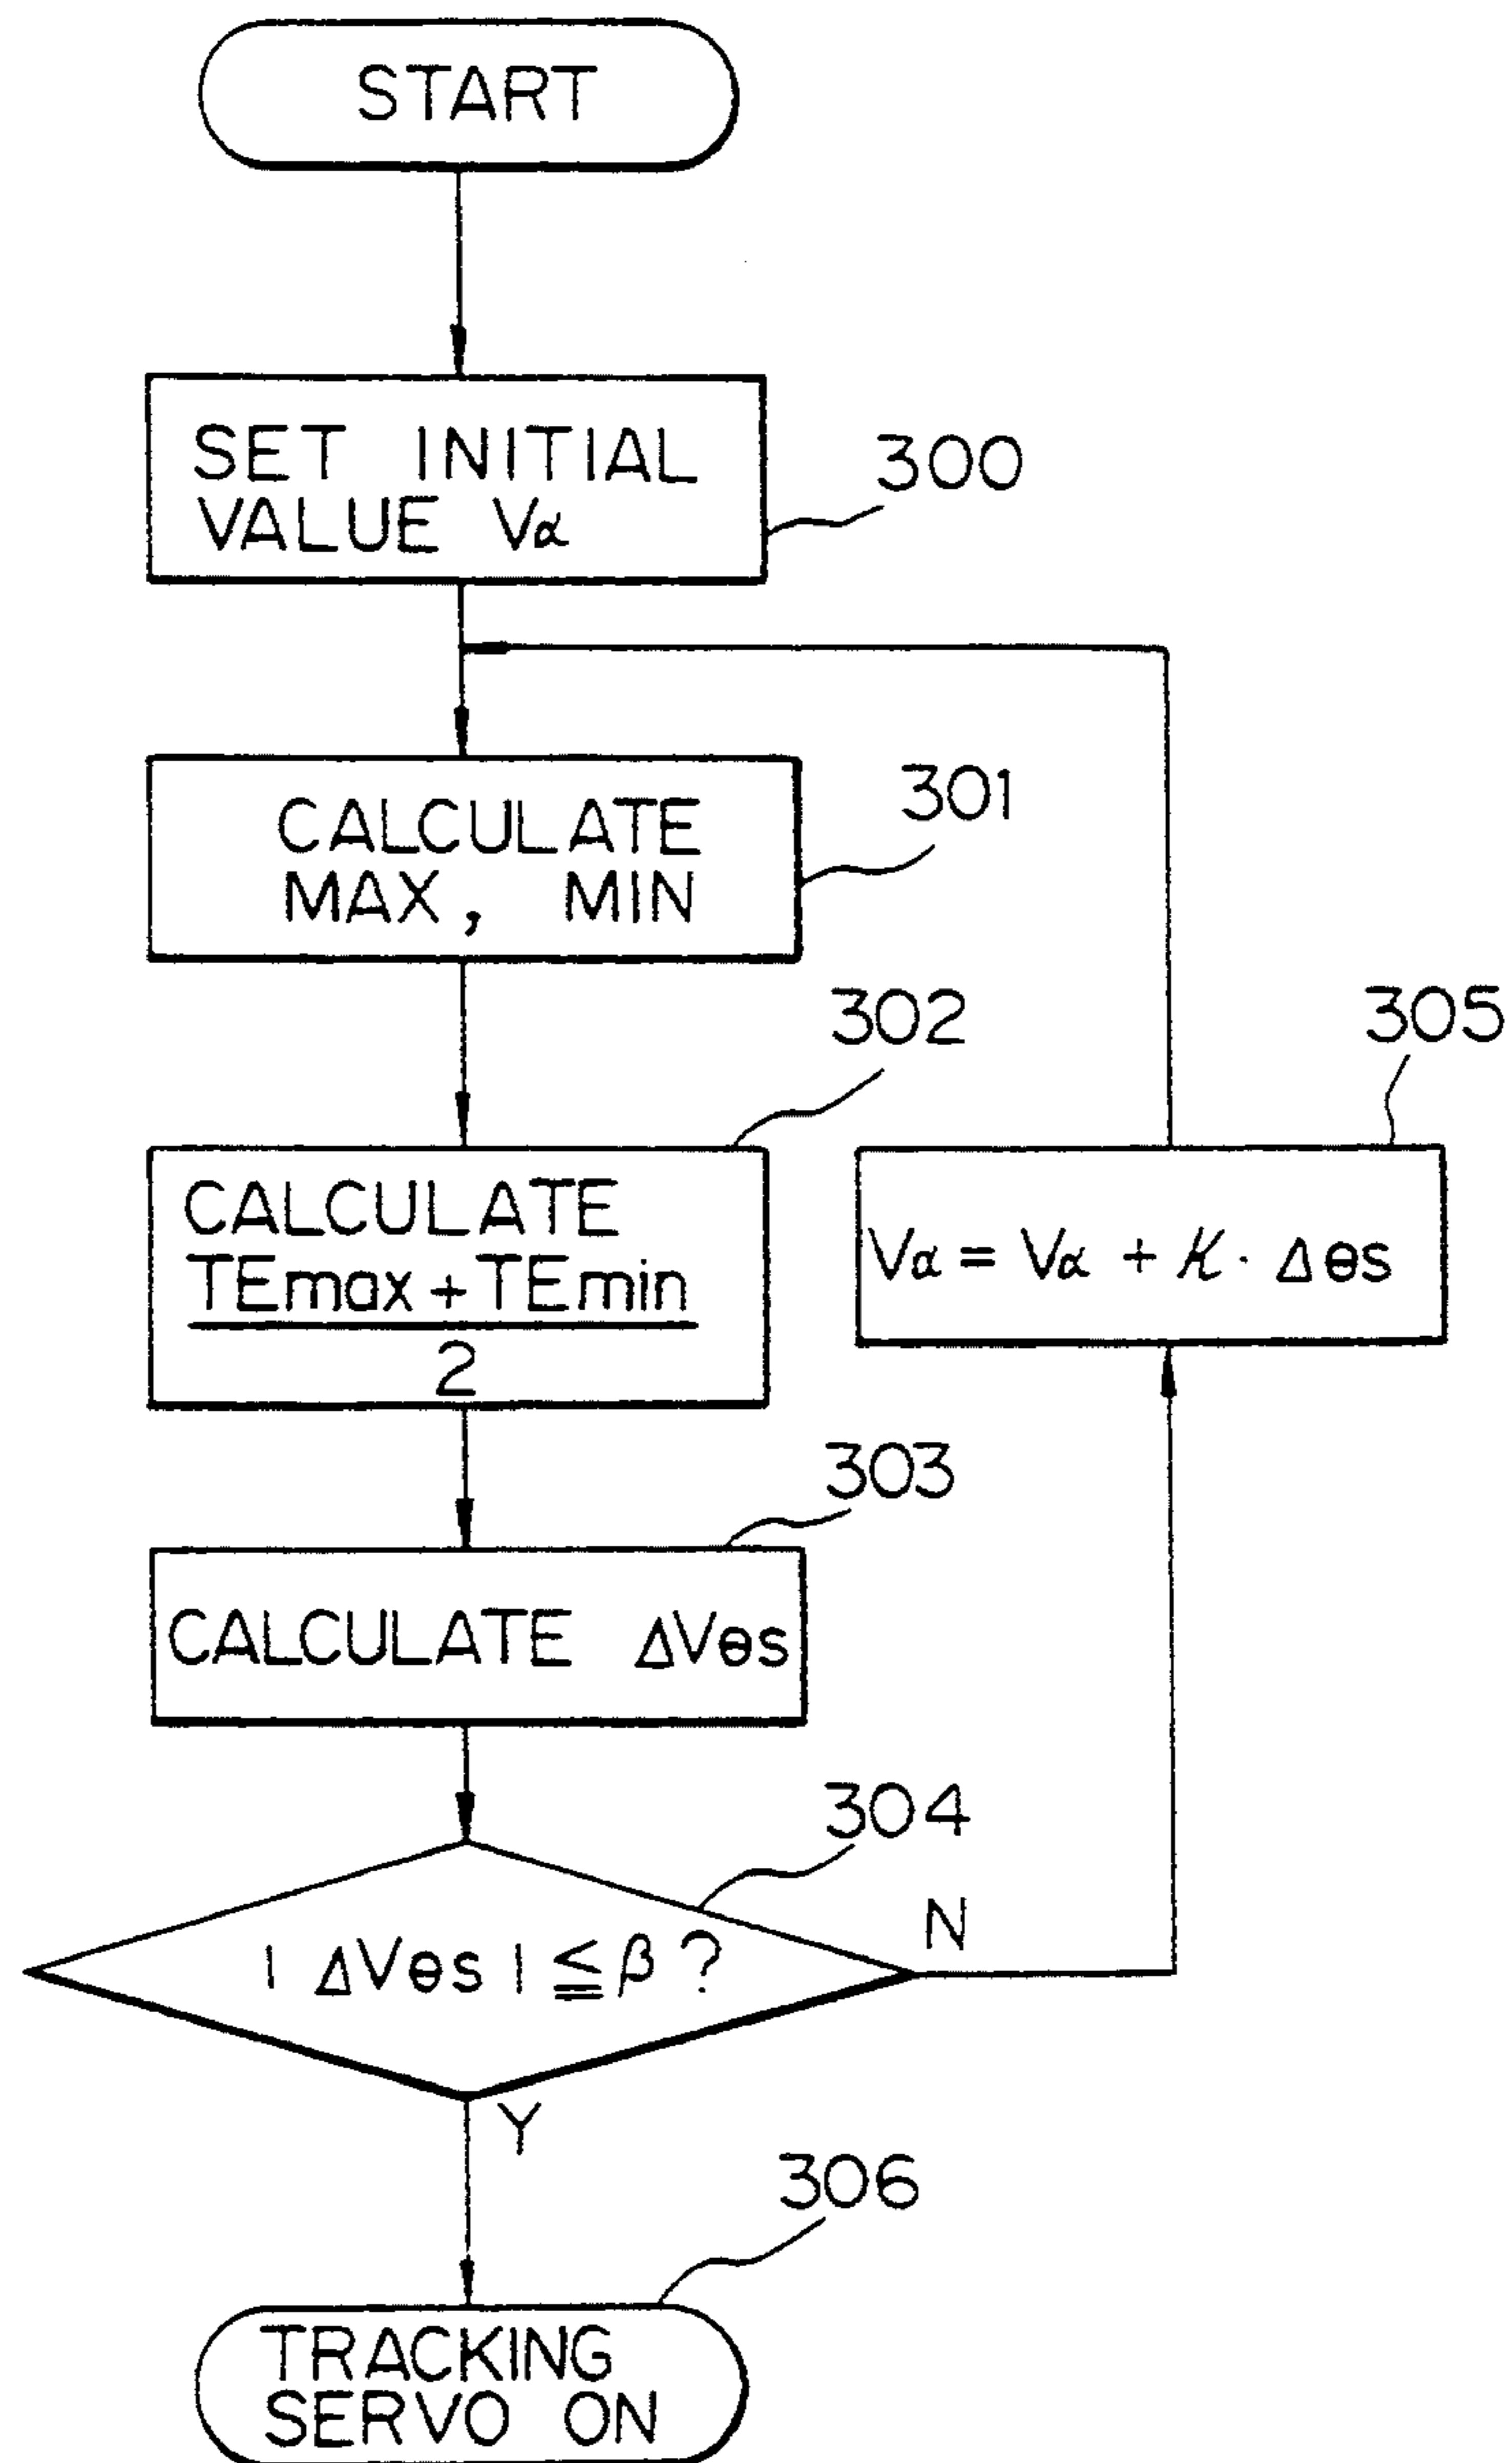 START
SET INITIAL
VALUE Vα
300
CALCULATE
MAX, MIN
301
302
CALCULATE
TEmax+TEmin
2
305
Vα = Vα + K · Δθs
303
CALCULATE ΔVθs
304
| ΔVθs | ≦ β ?
N
Y
306
TRACKING
SERVO ON